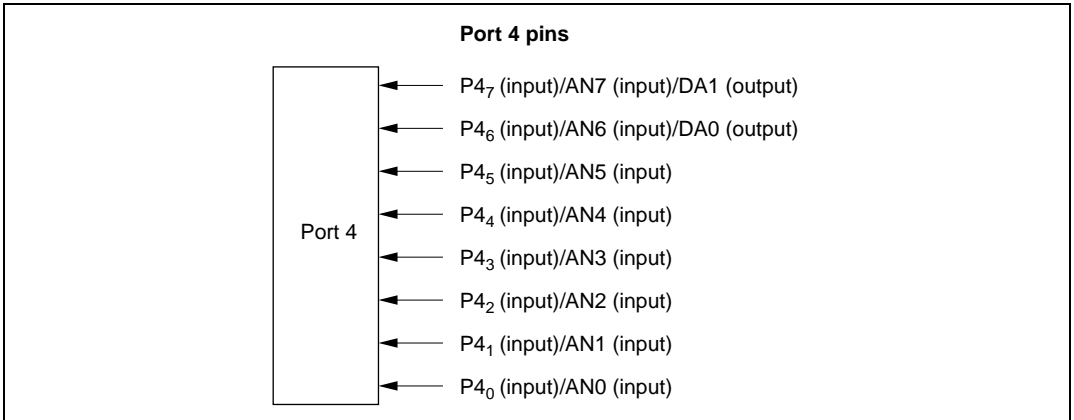 Port 4 pins
P4₇ (input)/AN7 (input)/DA1 (output)
P4₆ (input)/AN6 (input)/DA0 (output)
P4₅ (input)/AN5 (input)
P4₄ (input)/AN4 (input)
Port 4
P4₃ (input)/AN3 (input)
P4₂ (input)/AN2 (input)
P4₁ (input)/AN1 (input)
P4₀ (input)/AN0 (input)